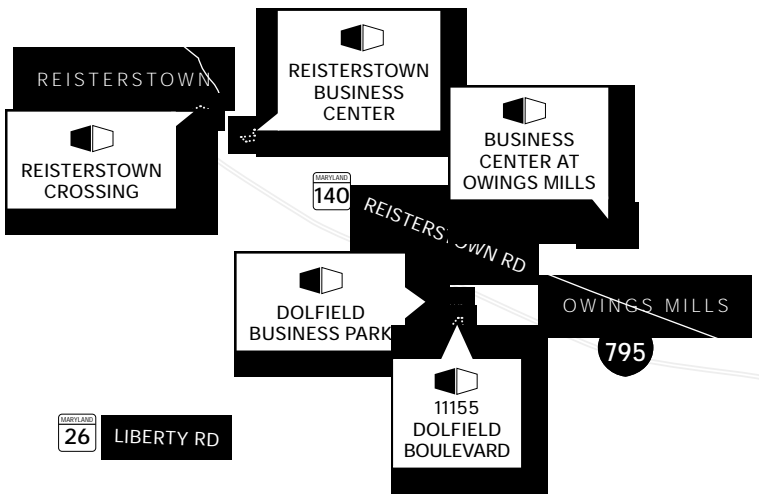 REISTERSTOWN
REISTERSTOWN
BUSINESS
CENTER
REISTERSTOWN
CROSSING
BUSINESS
CENTER AT
OWINGS MILLS
MARYLAND
140
REISTERSTOWN RD
DOLFIELD
BUSINESS PARK
OWINGS MILLS
795
11155
DOLFIELD
BOULEVARD
MARYLAND
26
LIBERTY RD